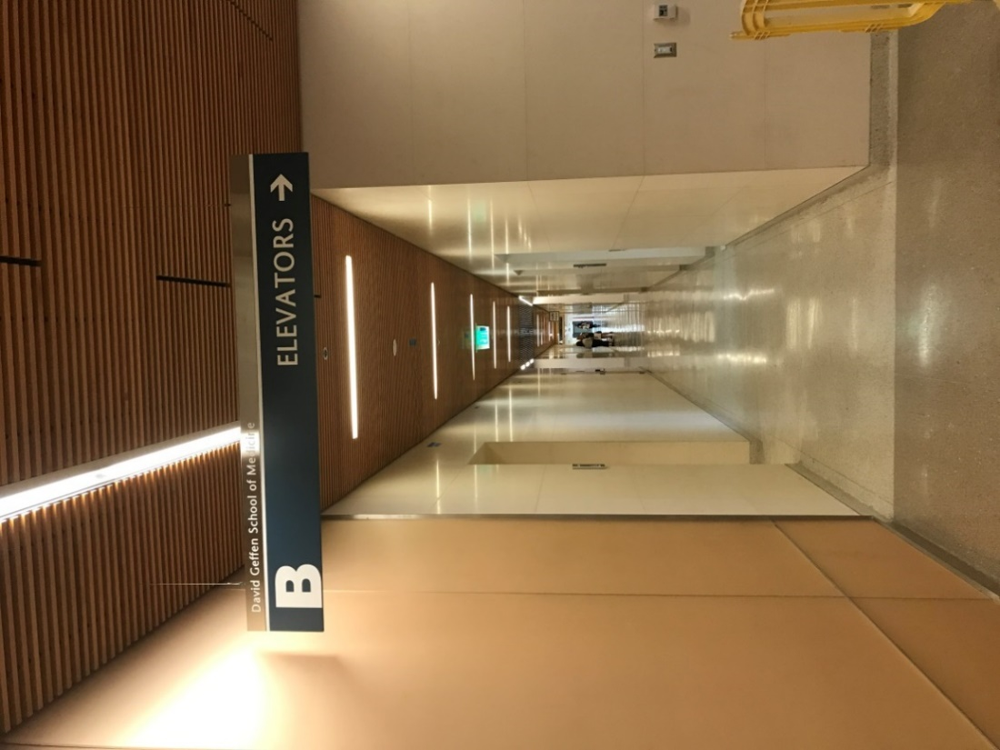 David Geffen School of Medicine
B ELEVATORS →